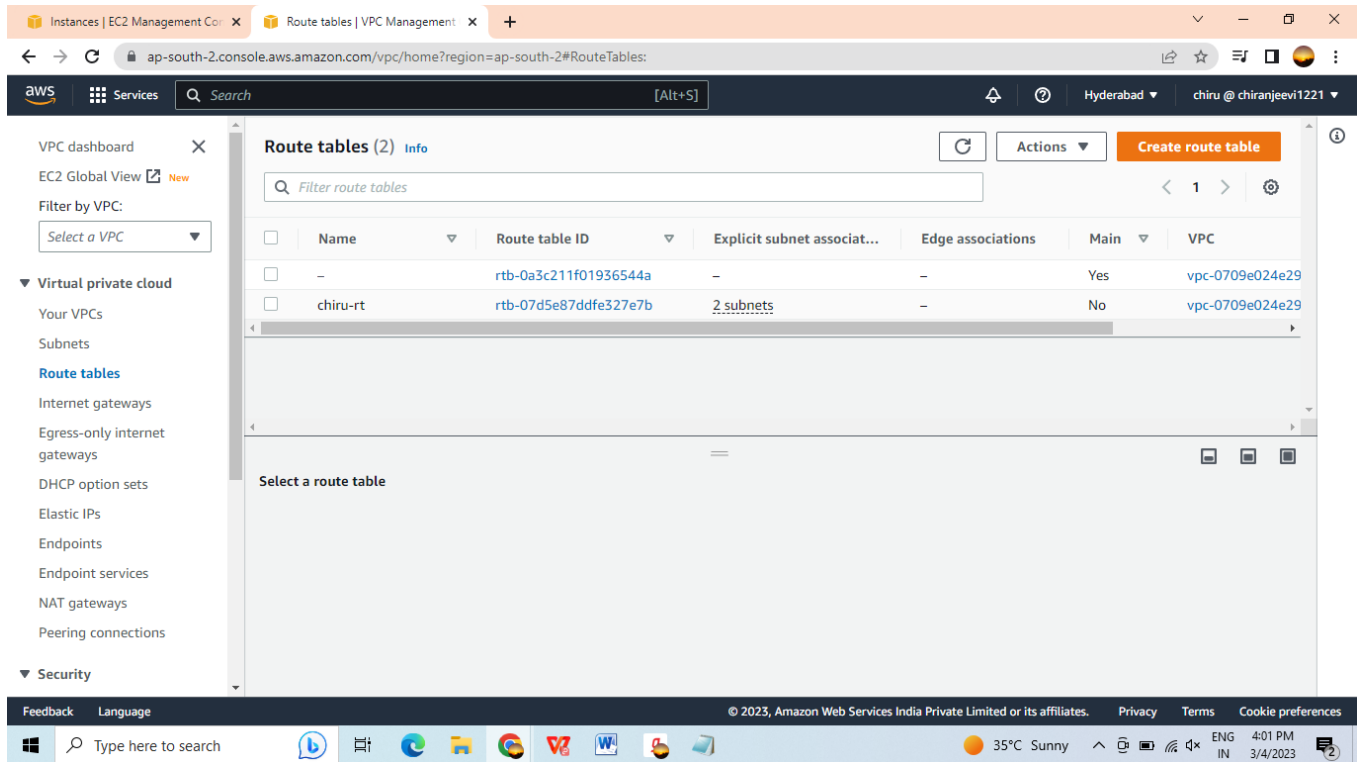 Instances | EC2 Management Con
Route tables | VPC Management
ap-south-2.console.aws.amazon.com/vpc/home?region=ap-south-2#RouteTables:
aws Services Search [Alt+S] Hyderabad chiru @ chiranjeevi1221
VPC dashboard
EC2 Global View New
Filter by VPC:
Select a VPC
Virtual private cloud
Your VPCs
Subnets
Route tables
Internet gateways
Egress-only internet
gateways
DHCP option sets
Elastic IPs
Endpoints
Endpoint services
NAT gateways
Peering connections
Security
Route tables (2) Info
Actions
Create route table
Filter route tables
1
Name Route table ID Explicit subnet associat... Edge associations Main VPC
– rtb-0a3c211f01936544a – – Yes vpc-0709e024e29
chiru-rt rtb-07d5e87ddfe327e7b 2 subnets – No vpc-0709e024e29
Select a route table
Feedback Language © 2023, Amazon Web Services India Private Limited or its affiliates. Privacy Terms Cookie preferences
Type here to search
35°C Sunny
ENG
IN
4:01 PM
3/4/2023
2